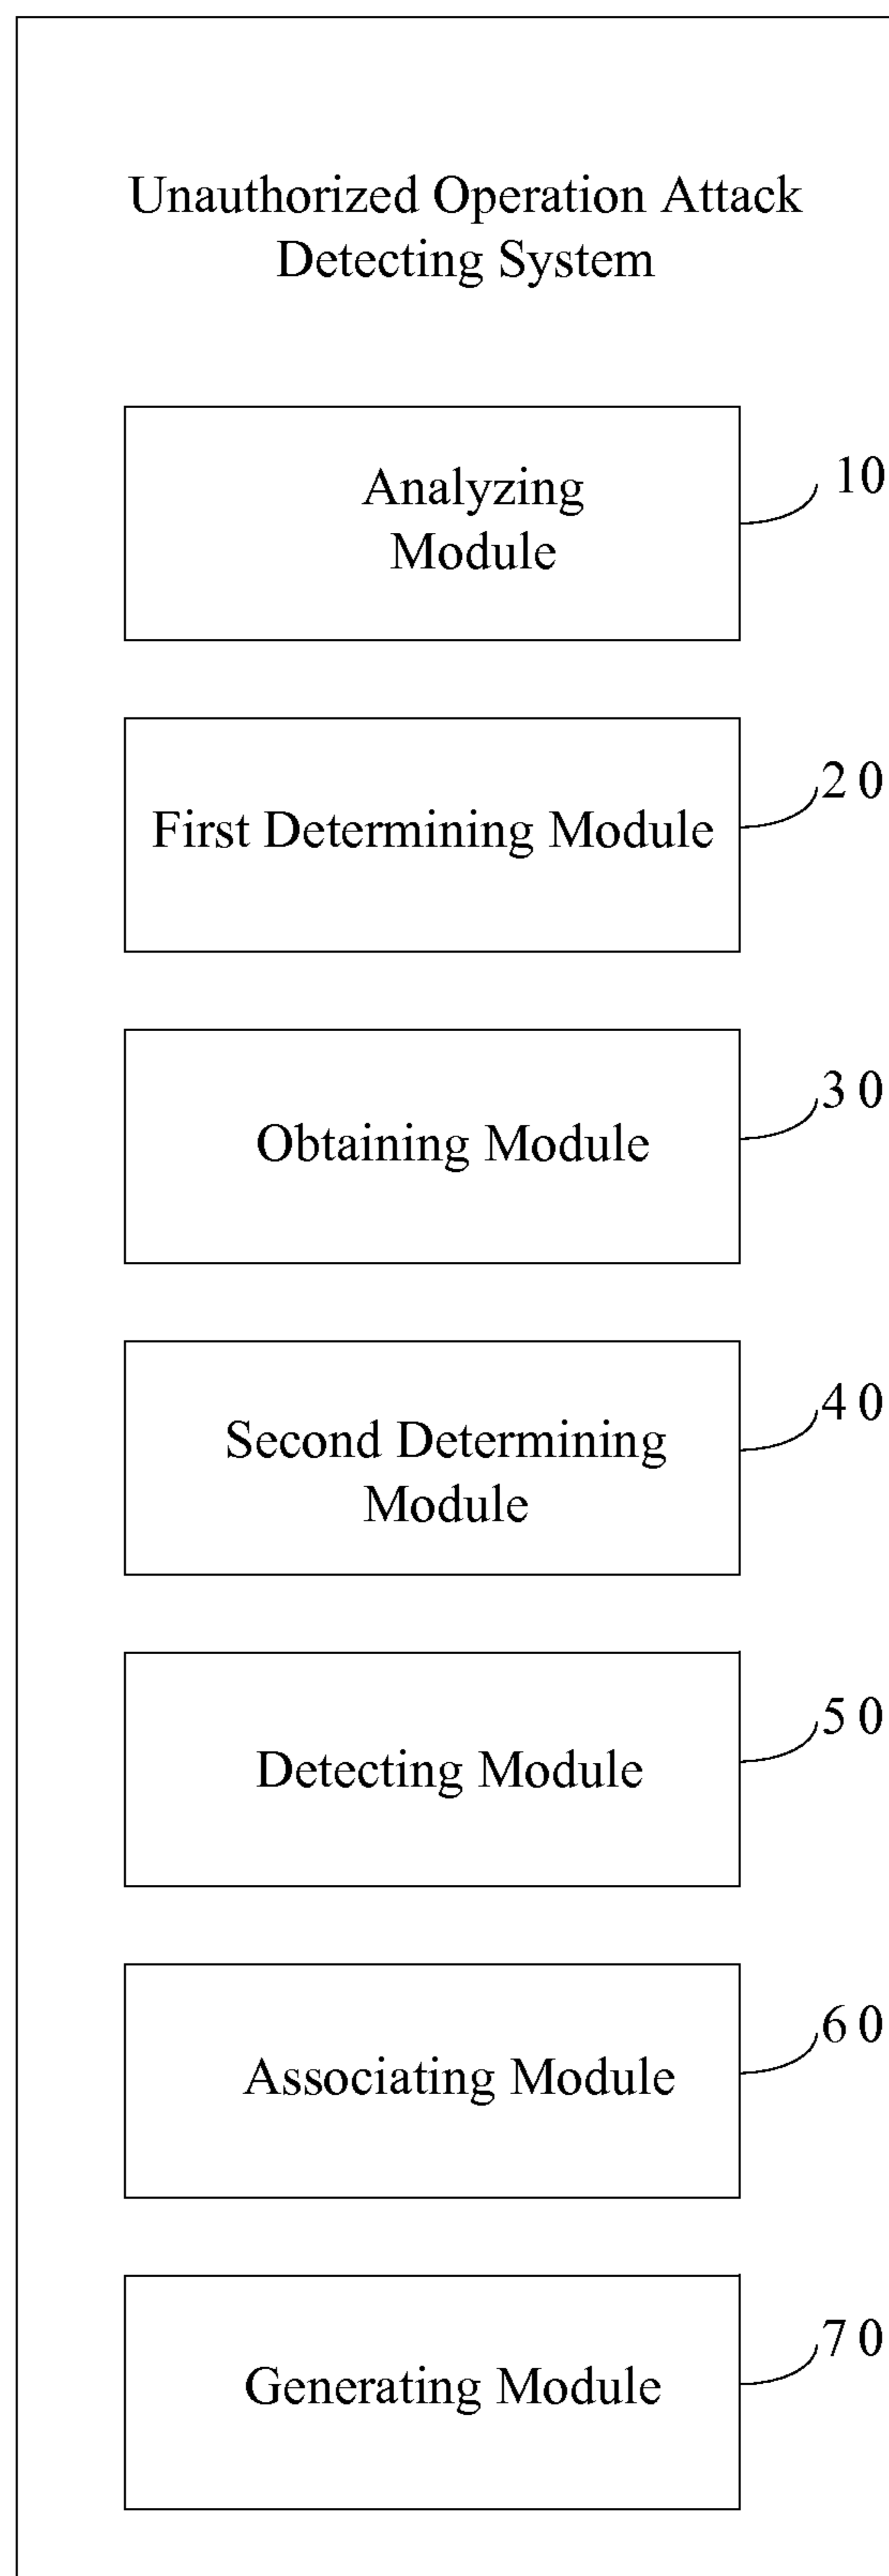 Unauthorized Operation Attack
Detecting System
Analyzing
Module
10
First Determining Module
20
Obtaining Module
30
Second Determining
Module
40
Detecting Module
50
Associating Module
60
Generating Module
70